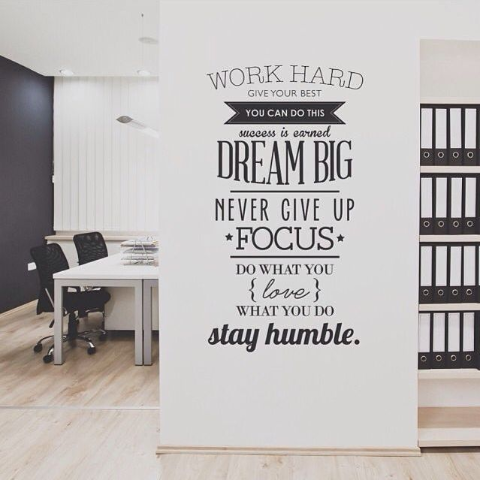 WORK HARD
GIVE YOUR BEST
YOU CAN DO THIS
success is earned
DREAM BIG
NEVER GIVE UP
★FOCUS★
DO WHAT YOU
{love}
WHAT YOU DO
stay humble.